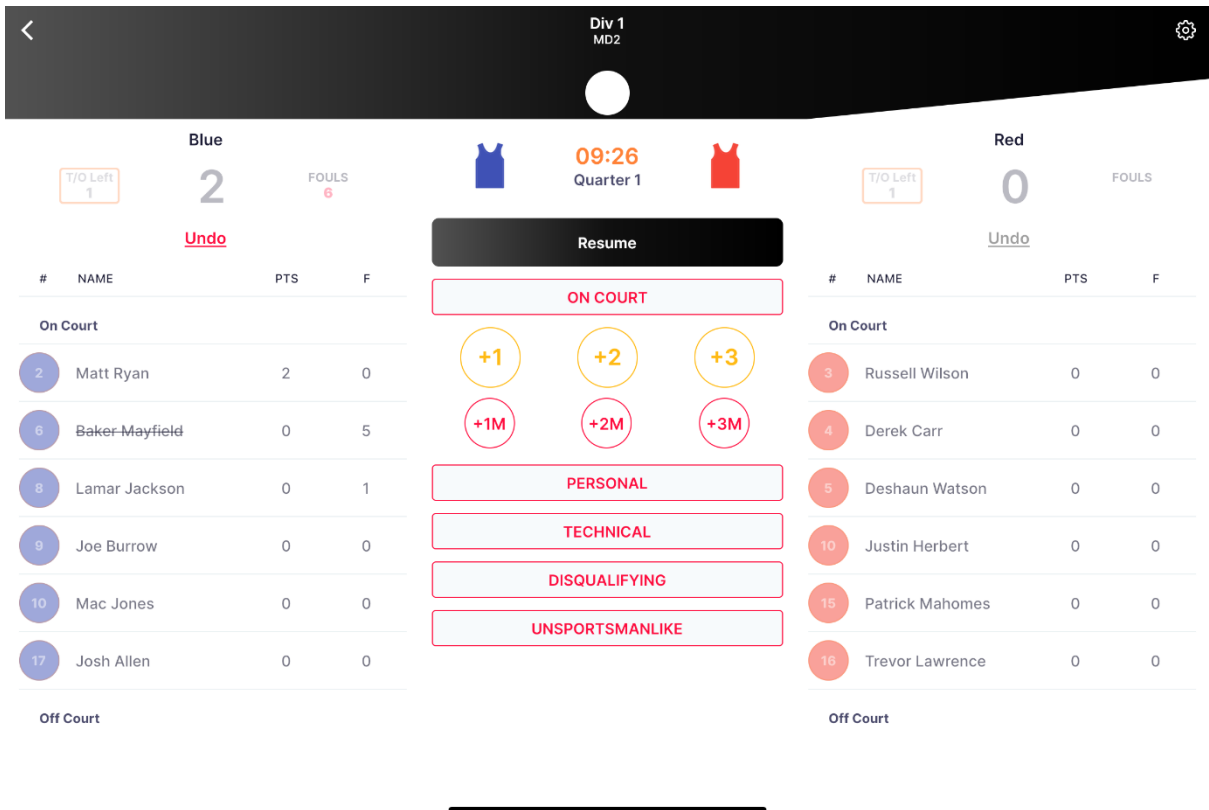 Div 1
MD2
Blue
T/O Left
1
2
FOULS
6
Undo
# NAME PTS F
On Court
2 Matt Ryan 2 0
6 Baker Mayfield 0 5
8 Lamar Jackson 0 1
9 Joe Burrow 0 0
10 Mac Jones 0 0
17 Josh Allen 0 0
Off Court
09:26
Quarter 1
Resume
ON COURT
+1 +2 +3
+1M +2M +3M
PERSONAL
TECHNICAL
DISQUALIFYING
UNSPORTSMANLIKE
Red
T/O Left
1
0
FOULS
Undo
# NAME PTS F
On Court
3 Russell Wilson 0 0
4 Derek Carr 0 0
5 Deshaun Watson 0 0
10 Justin Herbert 0 0
15 Patrick Mahomes 0 0
16 Trevor Lawrence 0 0
Off Court